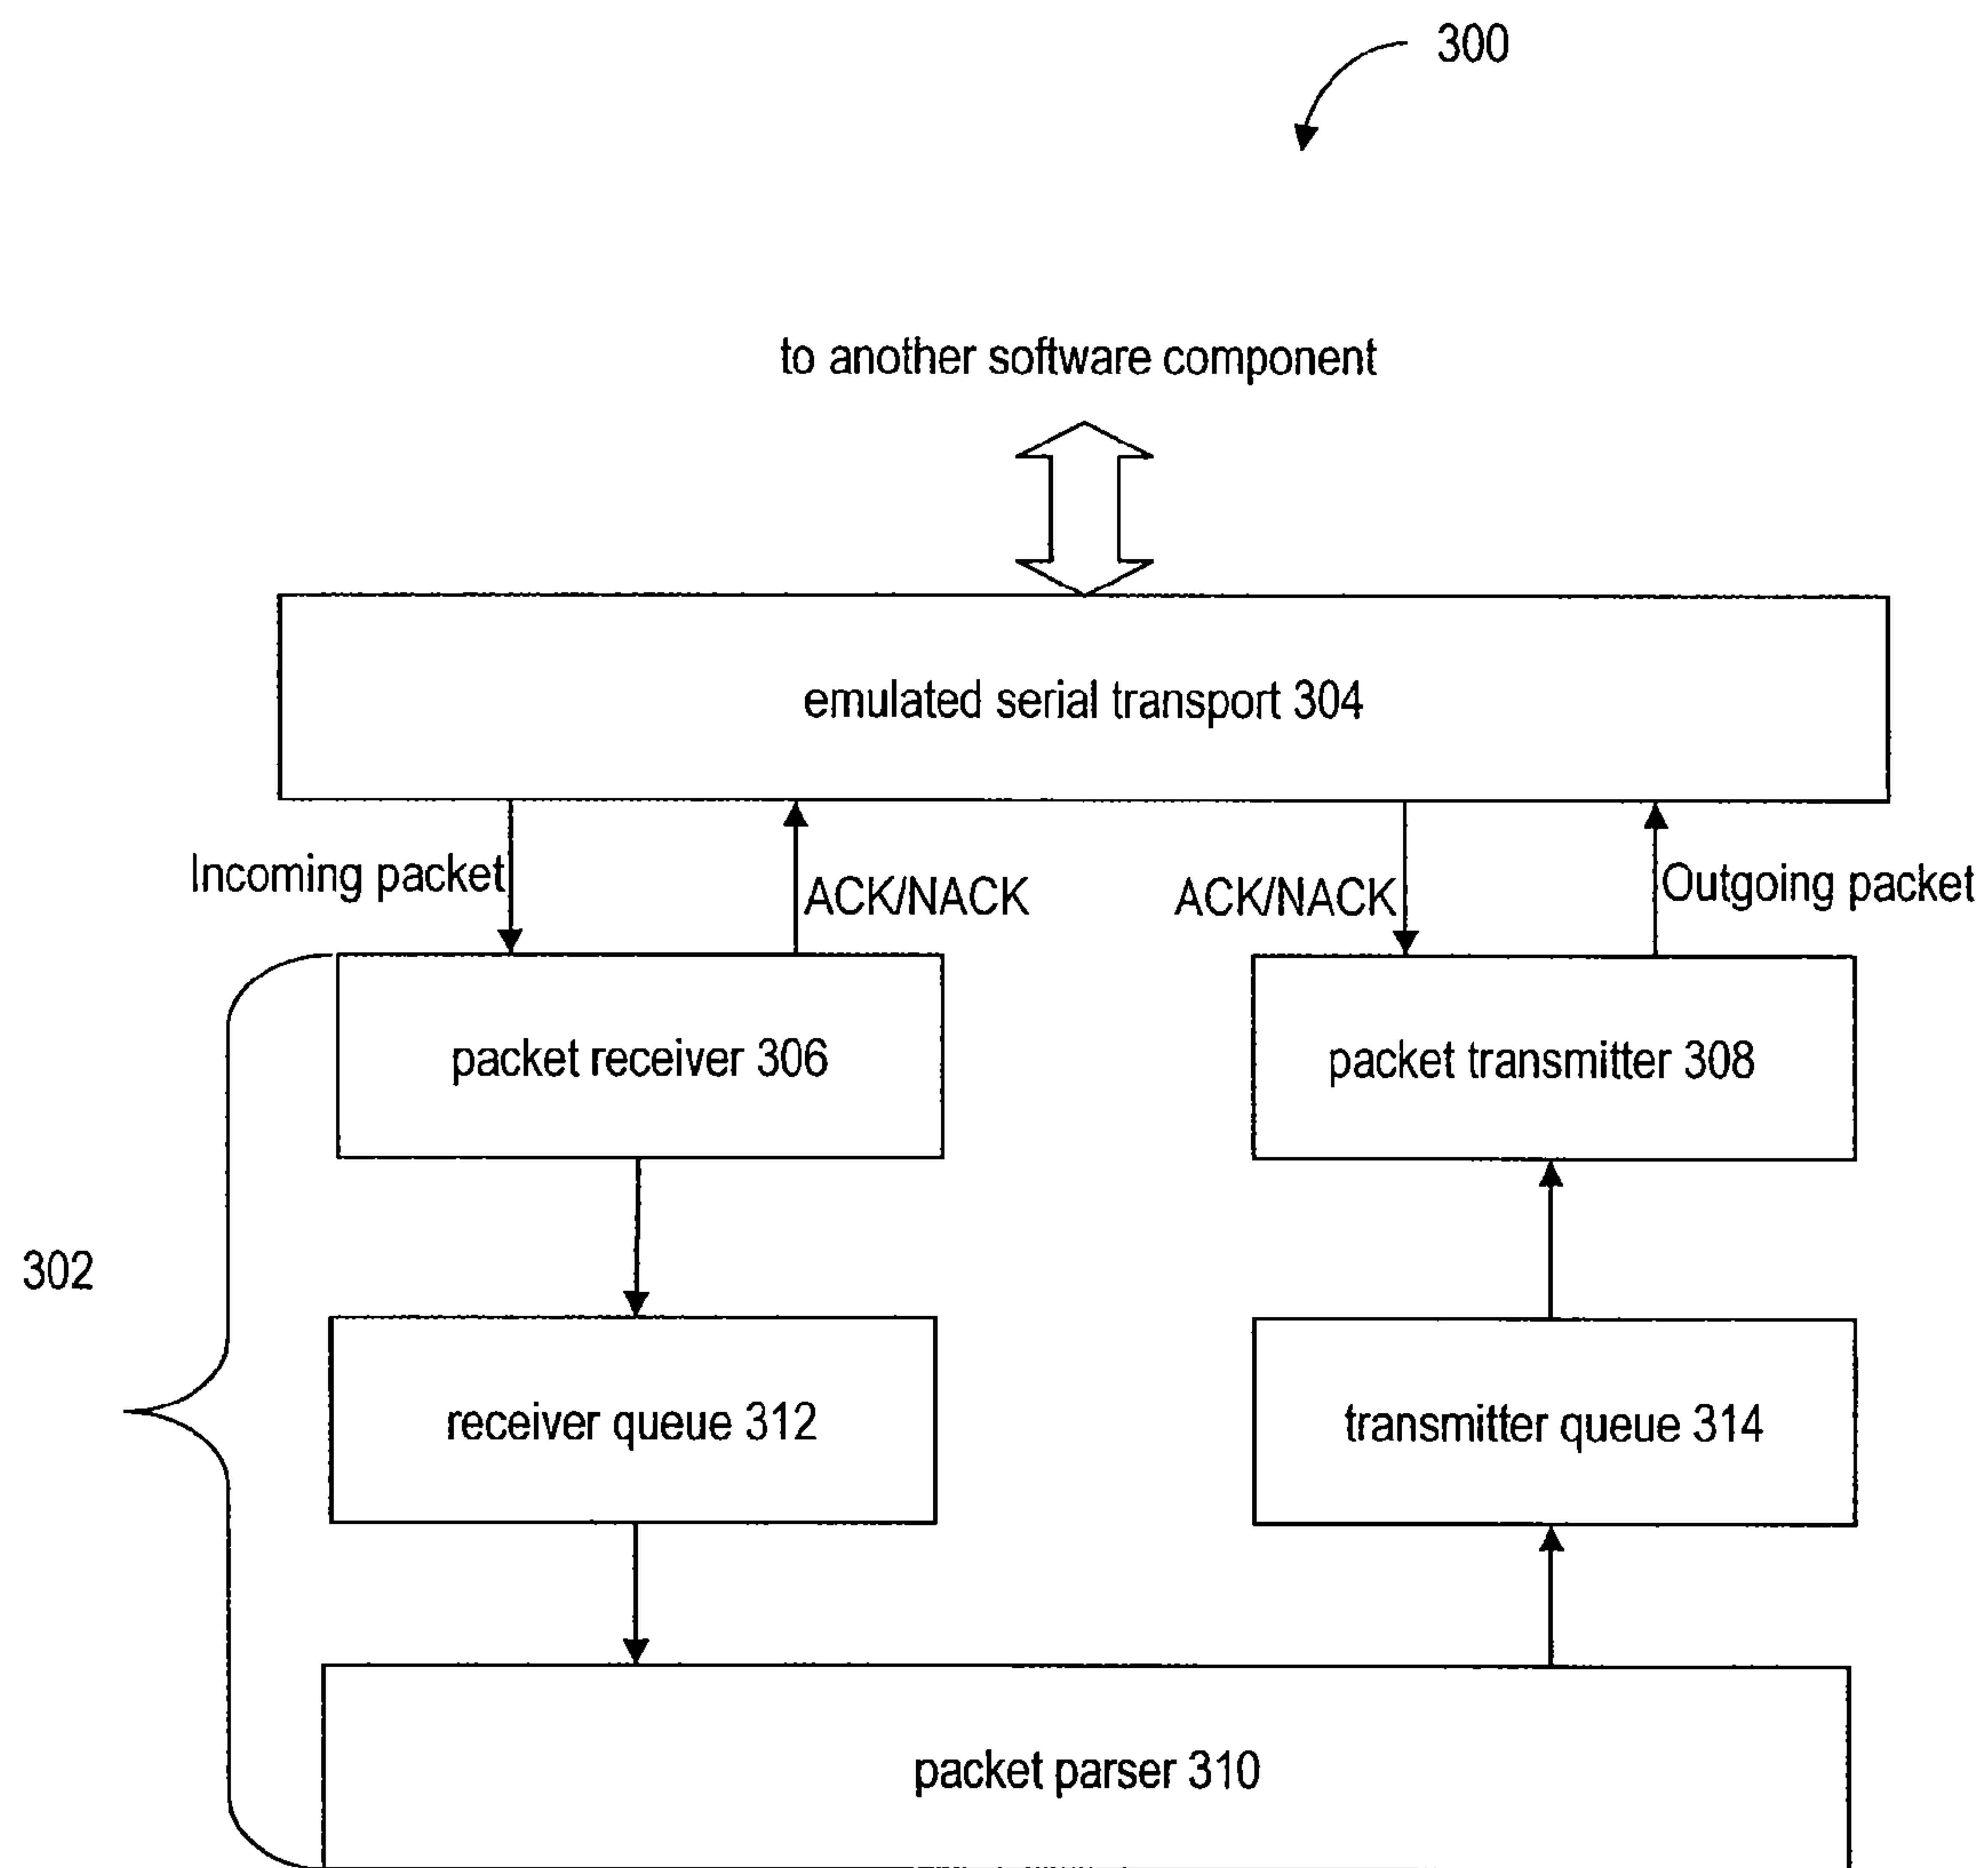 300
to another software component
emulated serial transport 304
Incoming packet
ACK/NACK
ACK/NACK
Outgoing packet
packet receiver 306
packet transmitter 308
302
receiver queue 312
transmitter queue 314
packet parser 310